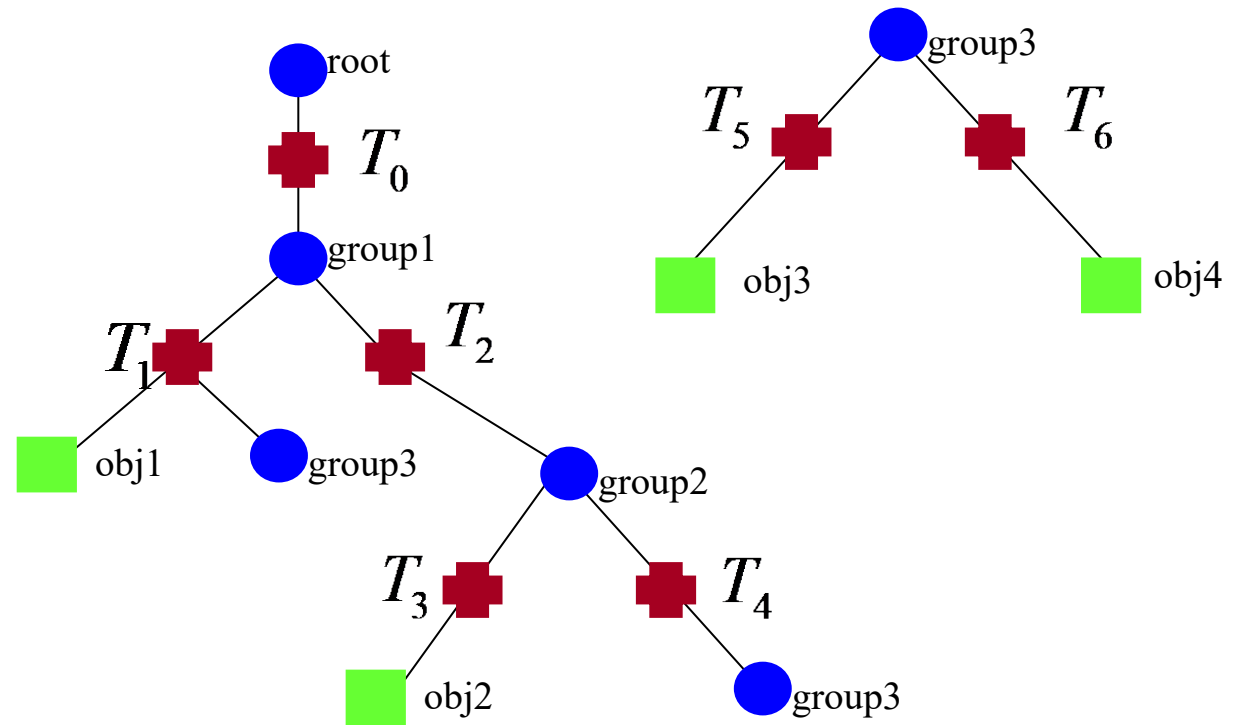 root
T0
group1
T1
T2
obj1
group3
group2
T3
T4
obj2
group3
group3
T5
T6
obj3
obj4